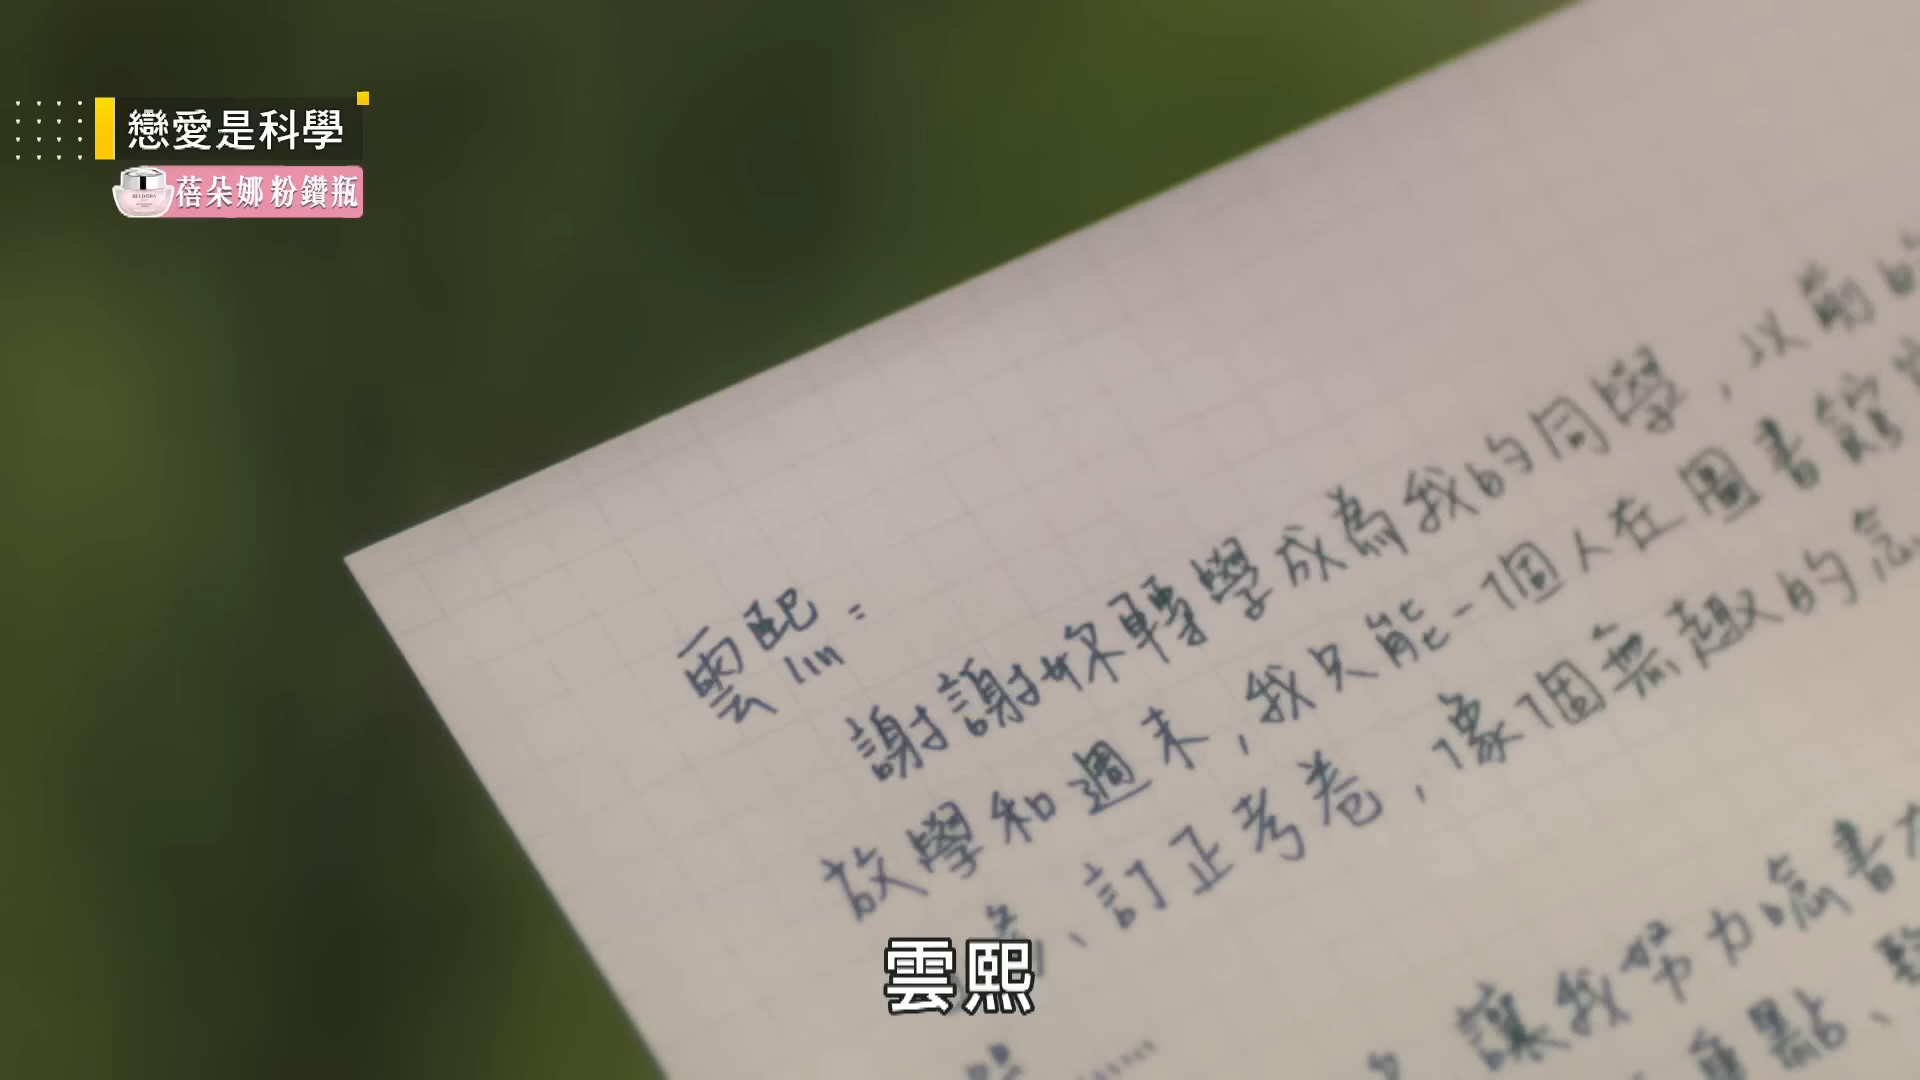 戀愛是科學
蓓朵娜 粉鑽瓶
雲熙：
謝謝妳轉學成為我的同學，以前的
放學和週末，我只能一個人在圖書館
、訂正考卷，像個無趣的
讓我努力唸書
重點、
雲熙